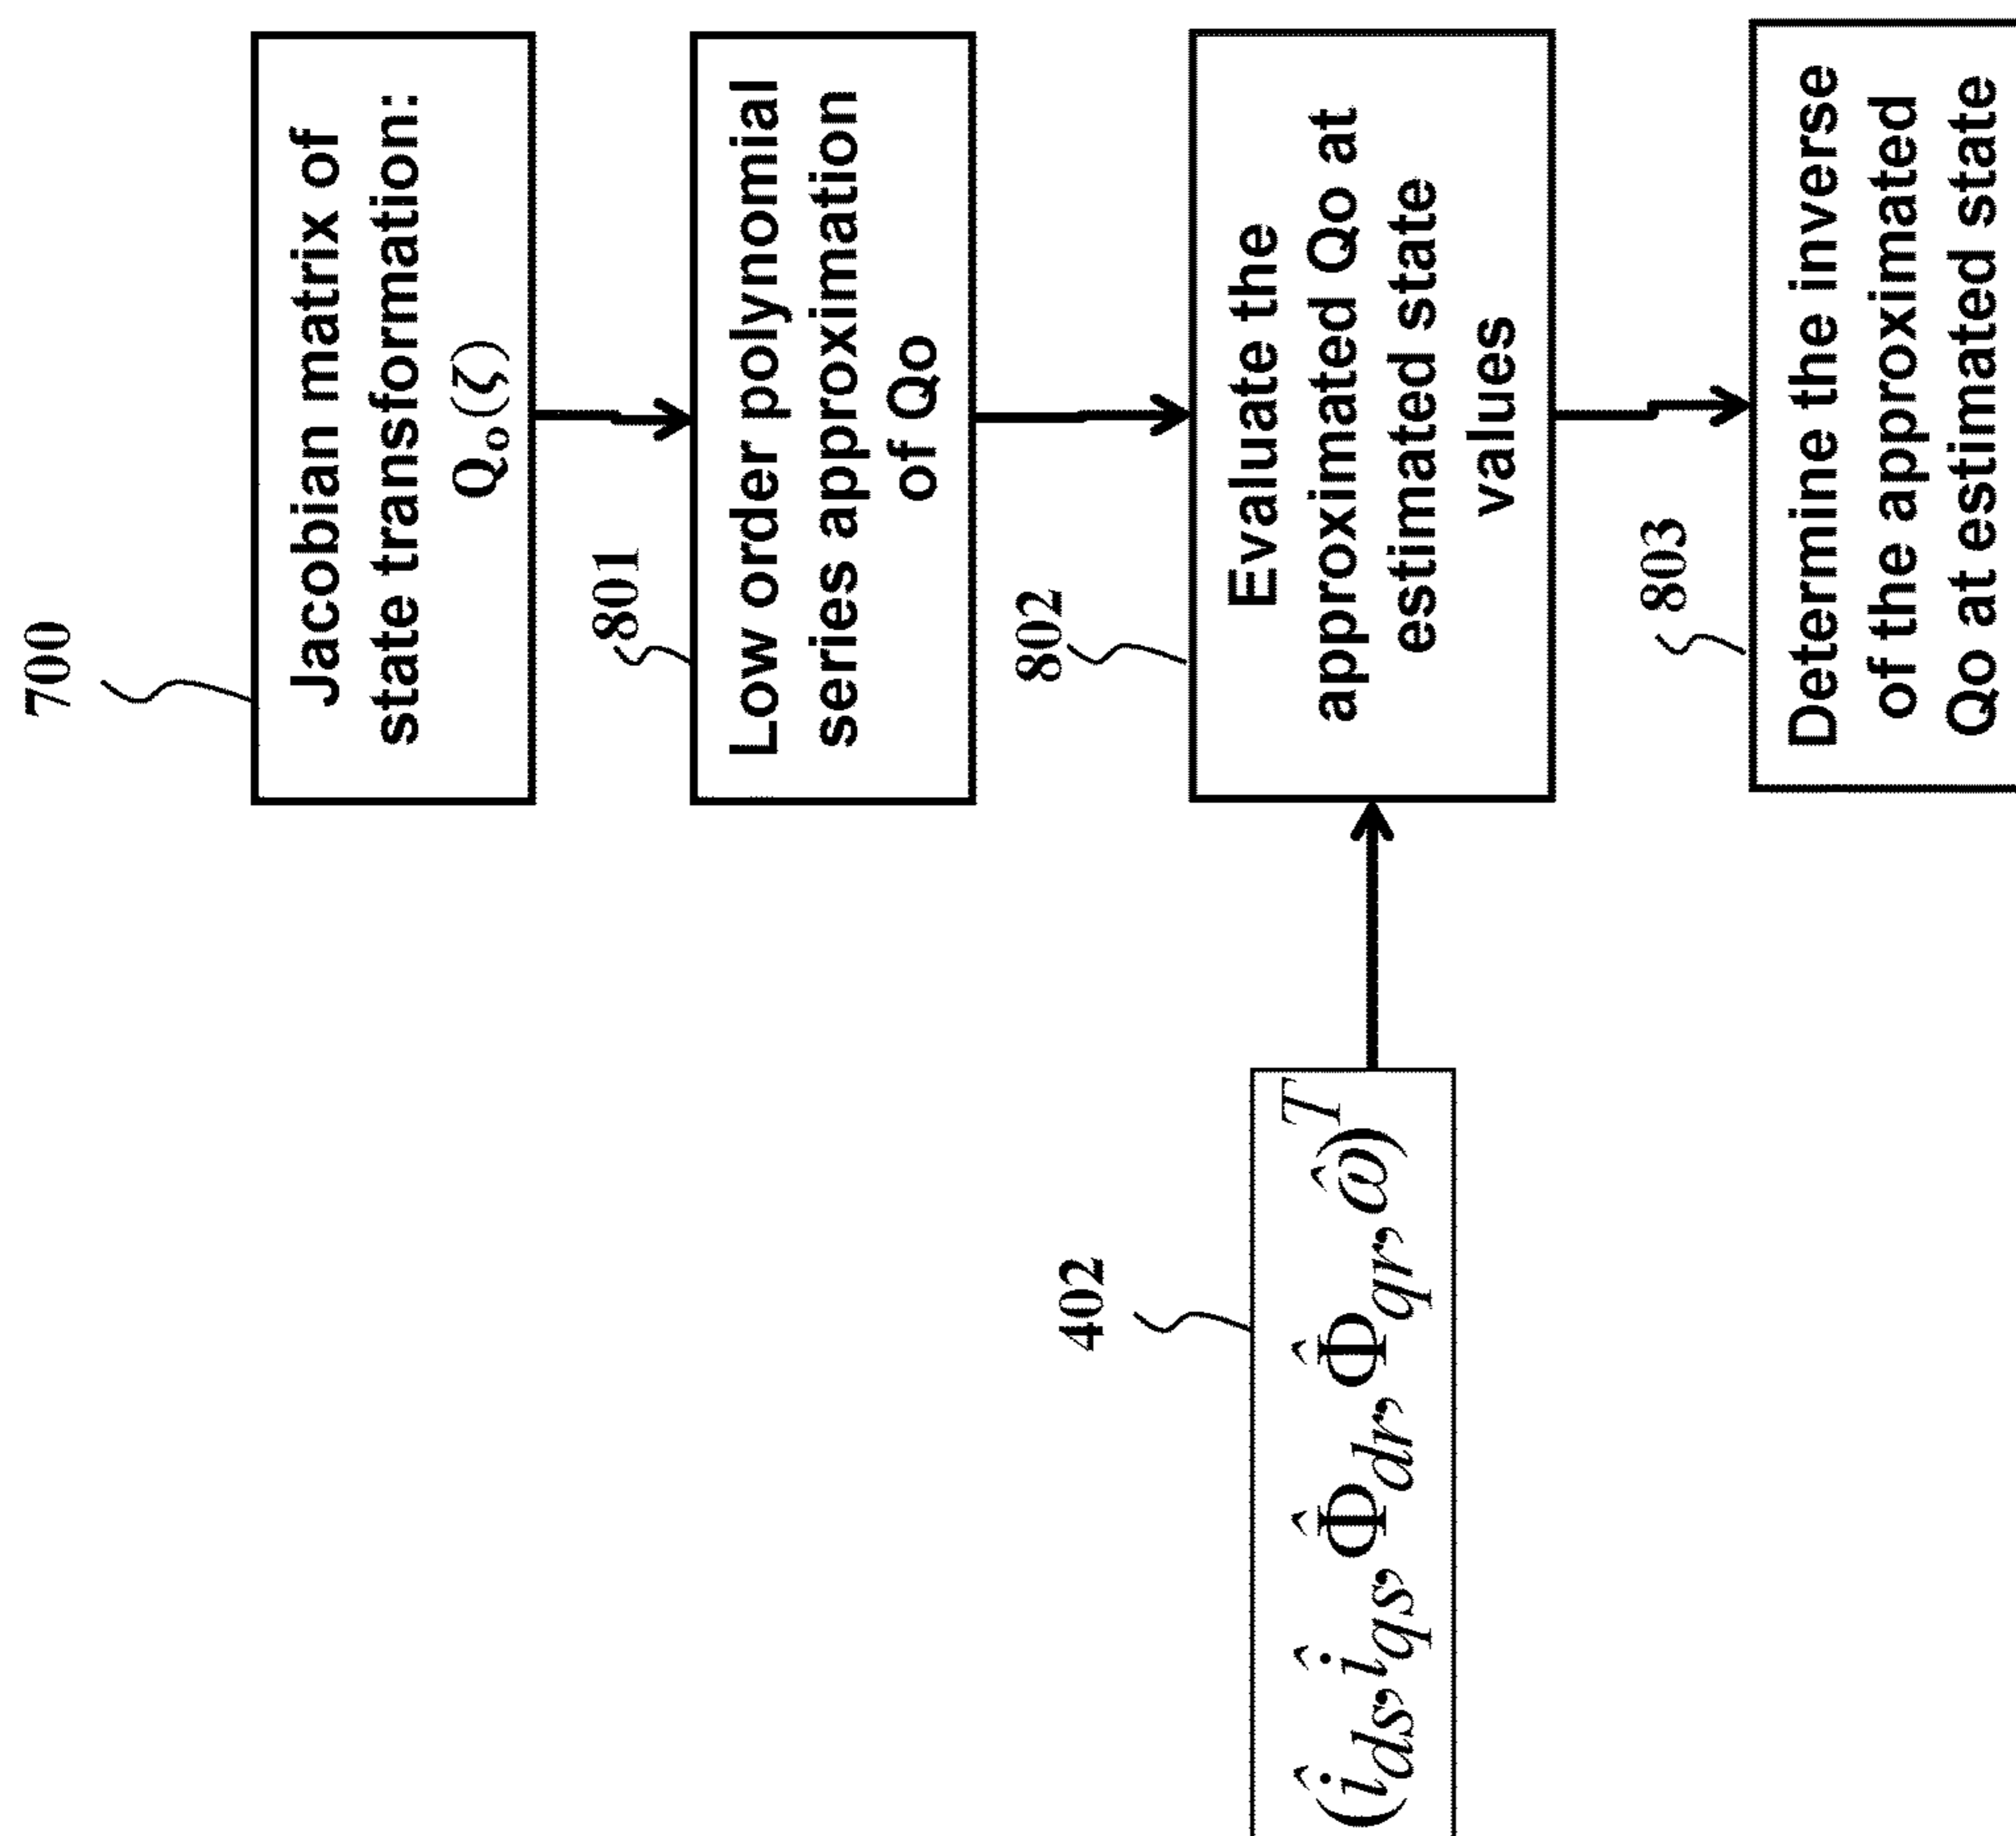 700
Jacobian matrix of
state transformation:
Qₒ(ζ)
801
Low order polynomial
series approximation
of Qo
802
Evaluate the
approximated Qo at
estimated state
values
402
(î_ds, î_qs, Φ̂_dr, Φ̂_qr, ω̂)^T
803
Determine the inverse
of the approximated
Qo at estimated state